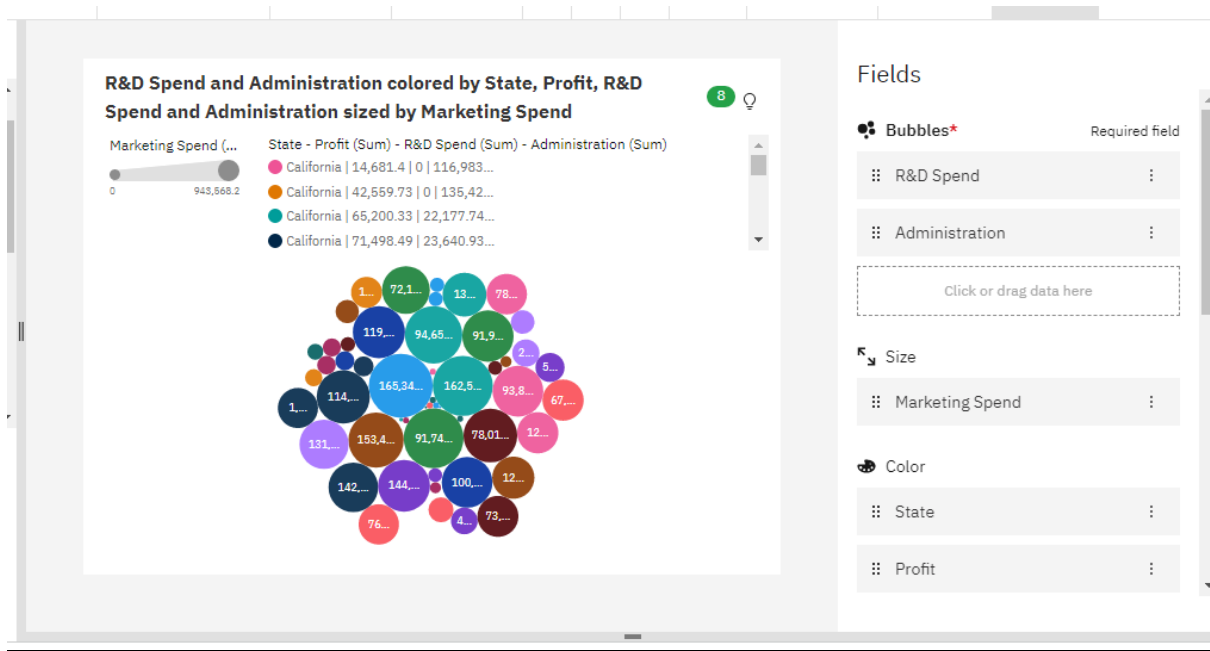 R&D Spend and Administration colored by State, Profit, R&D
Spend and Administration sized by Marketing Spend
8
Marketing Spend (...
0
943,568.2
State - Profit (Sum) - R&D Spend (Sum) - Administration (Sum)
California | 14,681.4 | 0 | 116,983...
California | 42,559.73 | 0 | 135,42...
California | 65,200.33 | 22,177.74...
California | 71,498.49 | 23,640.93...
1...
72,1...
13...
78...
119,...
94,65...
91,9...
2...
5...
165,34...
162,5...
93,8...
67,...
114,...
1,...
131,...
153,4...
91,74...
78,01...
12...
142,...
144,...
100,...
12...
76...
4...
73,...
Fields
Bubbles*
Required field
R&D Spend
Administration
Click or drag data here
Size
Marketing Spend
Color
State
Profit